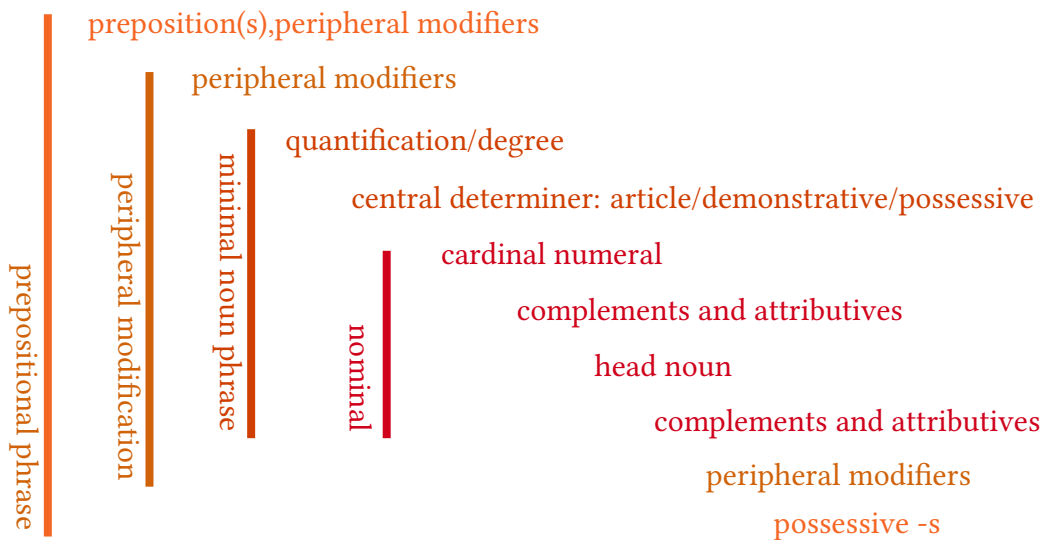 preposition(s),peripheral modifiers
peripheral modifiers
quantification/degree
central determiner: article/demonstrative/possessive
cardinal numeral
complements and attributives
head noun
complements and attributives
peripheral modifiers
possessive -s
prepositional phrase
peripheral modification
minimal noun phrase
nominal